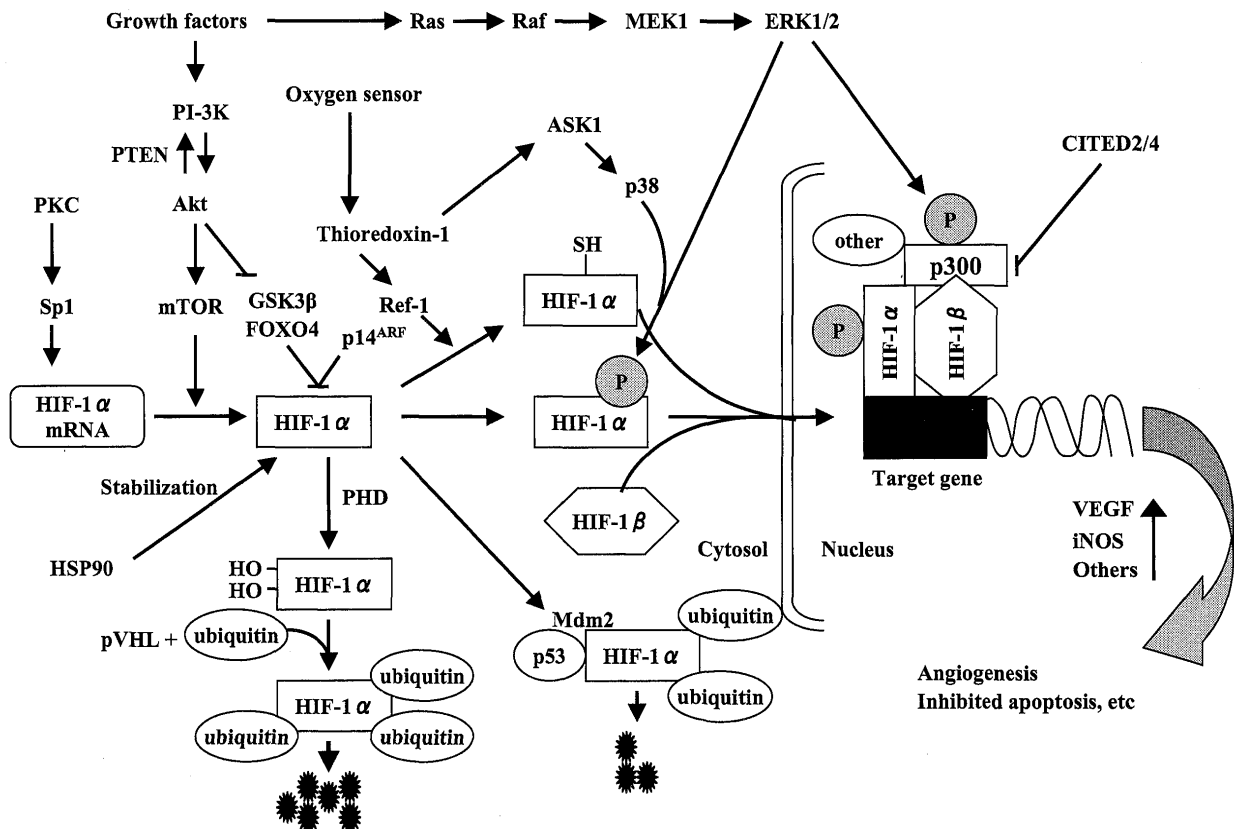 Growth factors
Ras
Raf
MEK1
ERK1/2
PI-3K
PTEN
Akt
Oxygen sensor
ASK1
p38
CITED2/4
PKC
Thioredoxin-1
Sp1
mTOR
GSK3β
FOXO4
Ref-1
p14ARF
SH
HIF-1α
other
P
p300
P
HIF-1α
HIF-1β
HIF-1α
mRNA
HIF-1α
P
HIF-1α
Target gene
Stabilization
PHD
HIF-1β
Cytosol
Nucleus
VEGF
iNOS
Others
HSP90
HO
HO
HIF-1α
pVHL +
ubiquitin
Mdm2
p53
HIF-1α
ubiquitin
ubiquitin
HIF-1α
ubiquitin
ubiquitin
ubiquitin
Angiogenesis
Inhibited apoptosis, etc